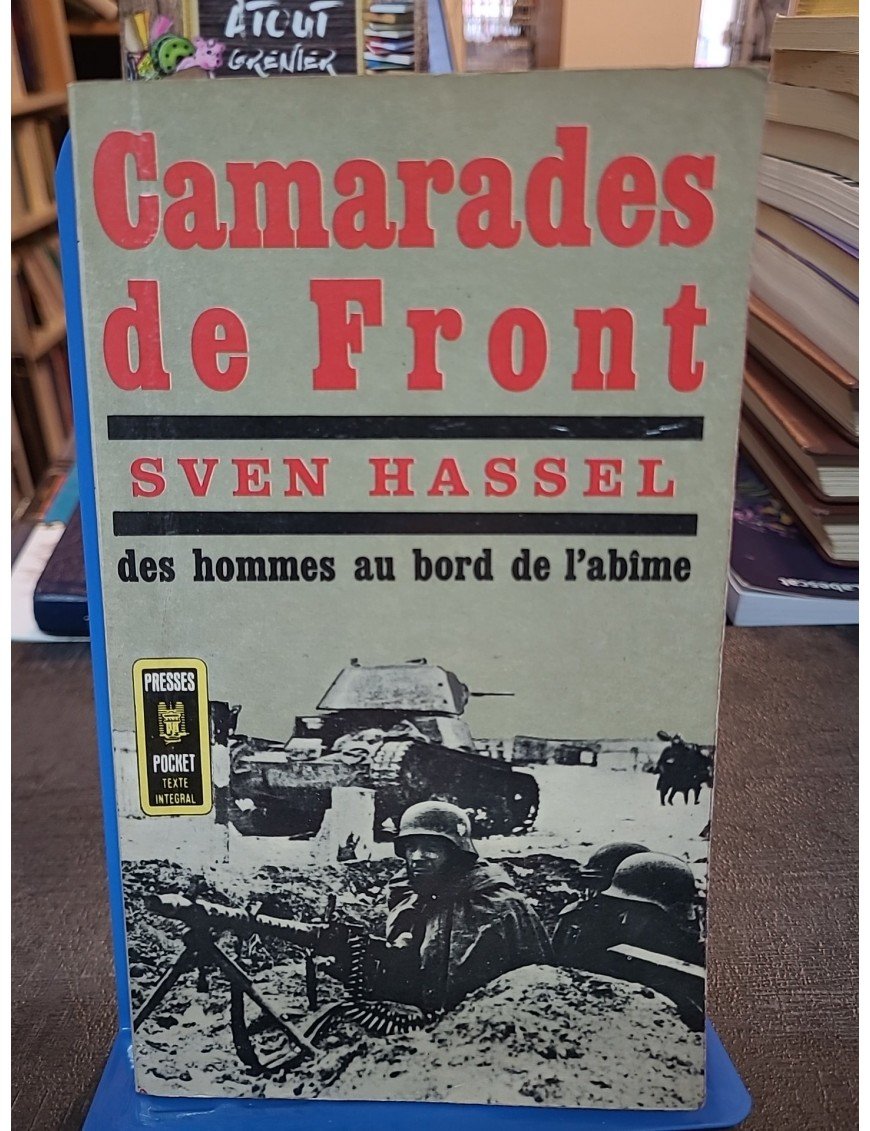 ATOUT
GRENIER
Camarades
de Front
SVEN HASSEL
des hommes au bord de l'abîme
PRESSES
POCKET
TEXTE
INTEGRAL